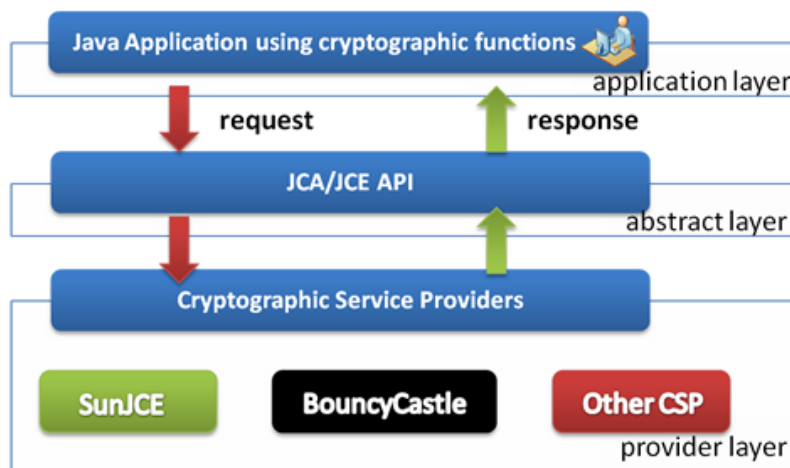 Java Application using cryptographic functions
application layer
request
response
JCA/JCE API
abstract layer
Cryptographic Service Providers
SunJCE
BouncyCastle
Other CSP
provider layer